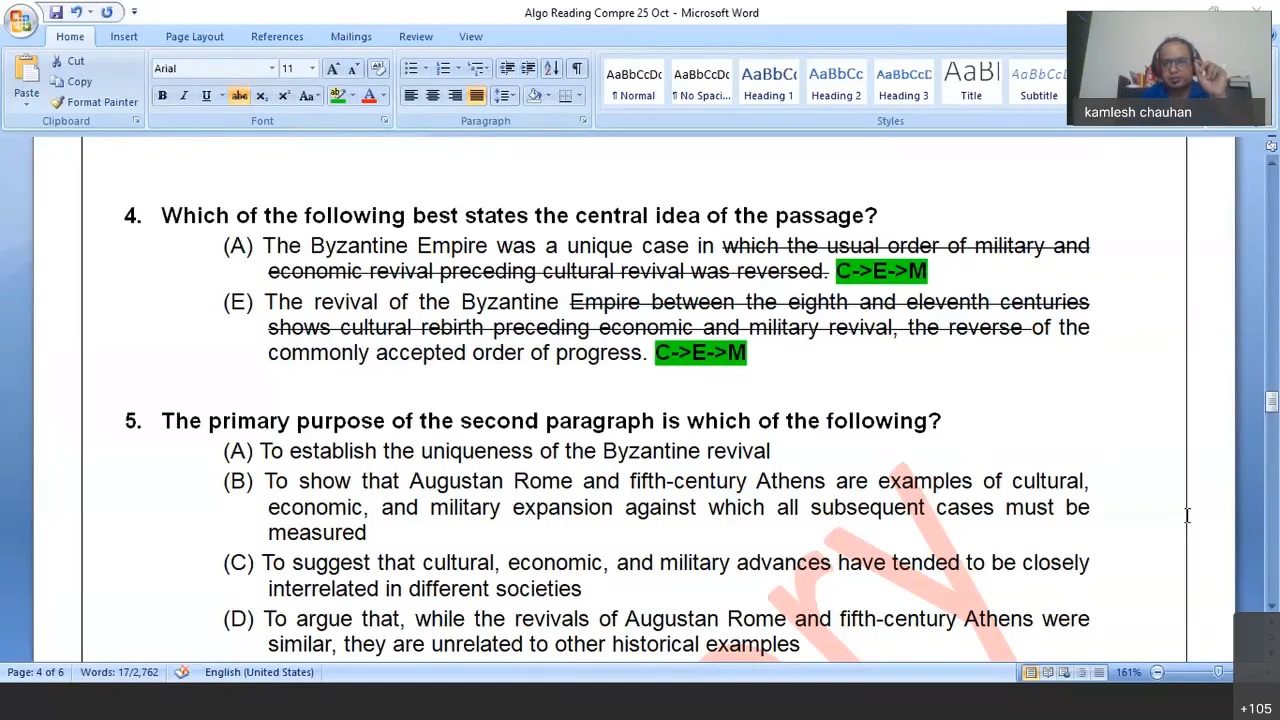 Algo Reading Compre 25 Oct - Microsoft Word
Home Insert Page Layout References Mailings Review View
Paste
Cut
Copy
Format Painter
Clipboard
Arial 11
Font
Paragraph
AaBbCcDc AaBbCcDc AaBbCc AaBbCc AaBbCc AaBl AaBbCc
¶ Normal ¶ No Spaci... Heading 1 Heading 2 Heading 3 Title Subtitle
Styles
kamlesh chauhan
4. Which of the following best states the central idea of the passage?
(A) The Byzantine Empire was a unique case in which the usual order of military and
economic revival preceding cultural revival was reversed. C->E->M
(E) The revival of the Byzantine Empire between the eighth and eleventh centuries
shows cultural rebirth preceding economic and military revival, the reverse of the
commonly accepted order of progress. C->E->M
5. The primary purpose of the second paragraph is which of the following?
(A) To establish the uniqueness of the Byzantine revival
(B) To show that Augustan Rome and fifth-century Athens are examples of cultural,
economic, and military expansion against which all subsequent cases must be
measured
(C) To suggest that cultural, economic, and military advances have tended to be closely
interrelated in different societies
(D) To argue that, while the revivals of Augustan Rome and fifth-century Athens were
similar, they are unrelated to other historical examples
Page: 4 of 6 Words: 17/2,762 English (United States) 161%
+105